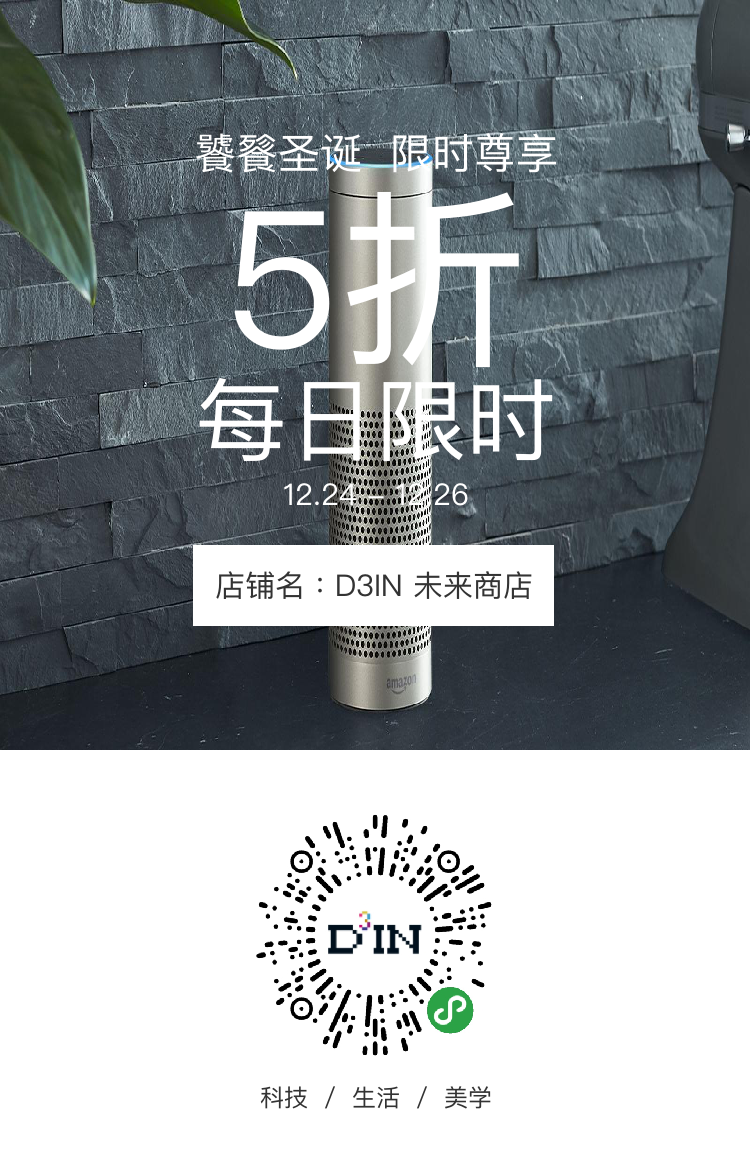 饕餮圣诞 限时尊享
5折
每日限时
12.24 – 12.26
店铺名：D3IN 未来商店
amazon
D3IN
科技 / 生活 / 美学